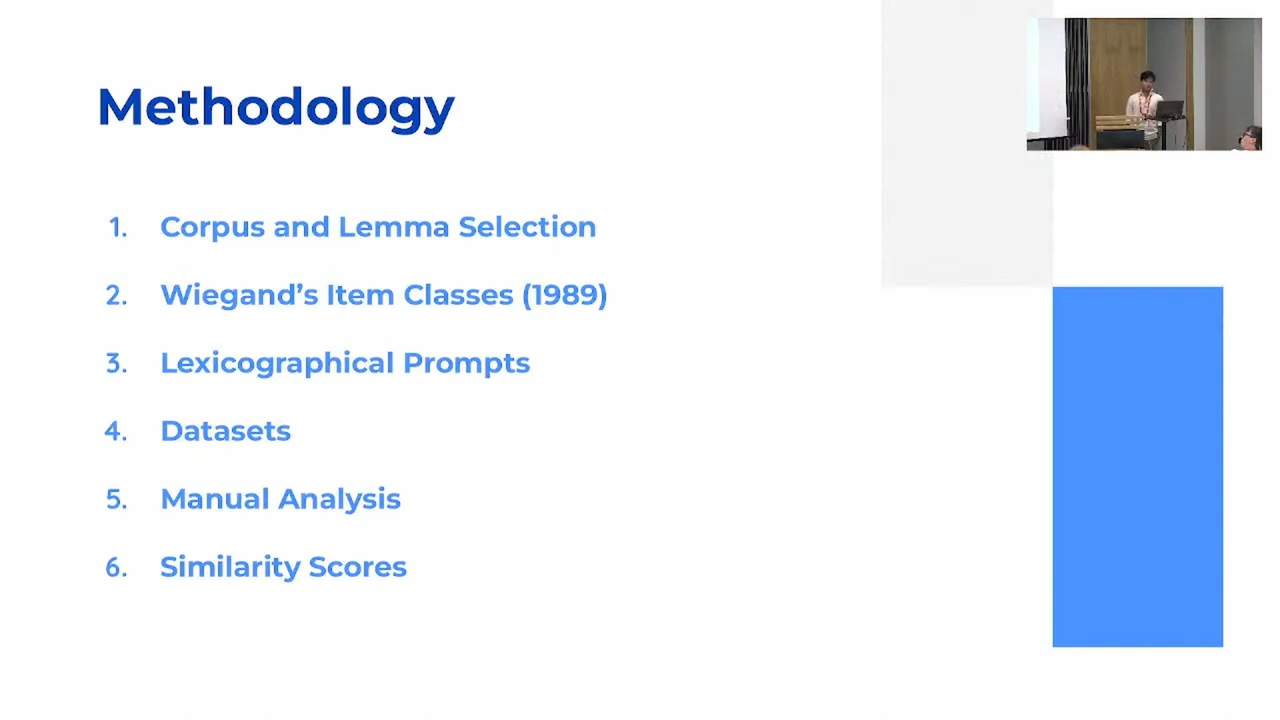 Methodology
1. Corpus and Lemma Selection
2. Wiegand’s Item Classes (1989)
3. Lexicographical Prompts
4. Datasets
5. Manual Analysis
6. Similarity Scores